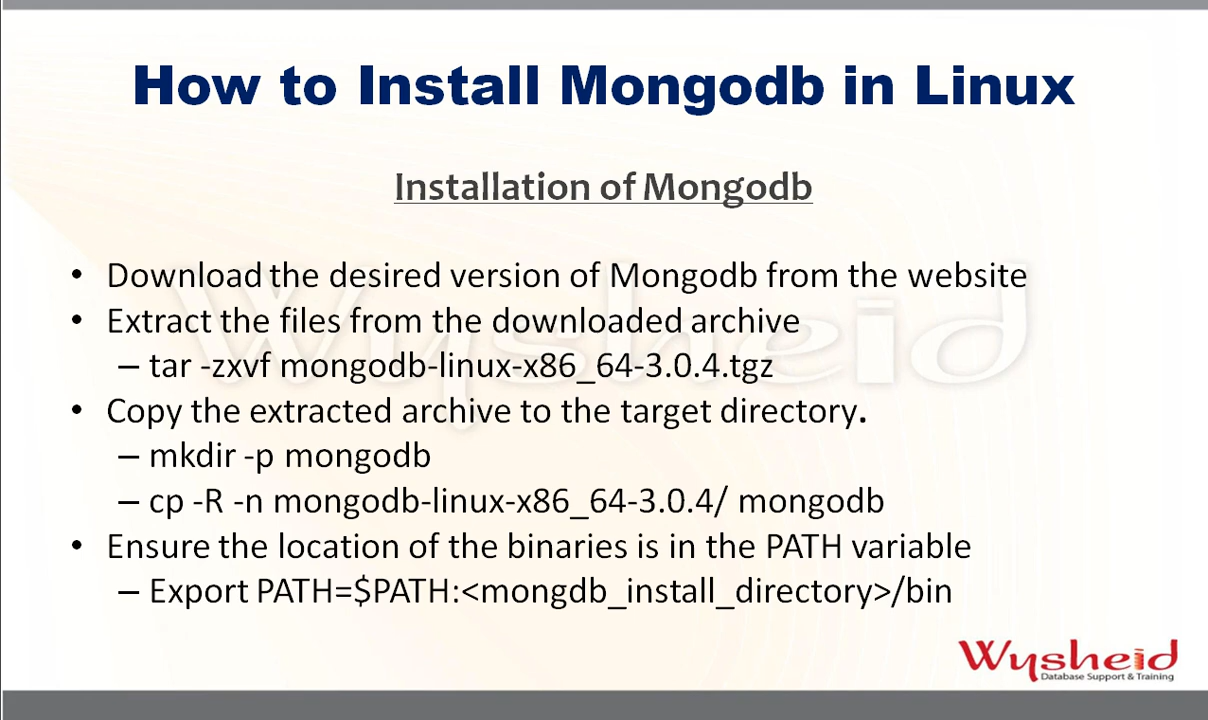 How to Install Mongodb in Linux
Installation of Mongodb
• Download the desired version of Mongodb from the website
• Extract the files from the downloaded archive
– tar -zxvf mongodb-linux-x86_64-3.0.4.tgz
• Copy the extracted archive to the target directory.
– mkdir -p mongodb
– cp -R -n mongodb-linux-x86_64-3.0.4/ mongodb
• Ensure the location of the binaries is in the PATH variable
– Export PATH=$PATH:<mongdb_install_directory>/bin
Wysheid
Database Support & Training
Wysheid